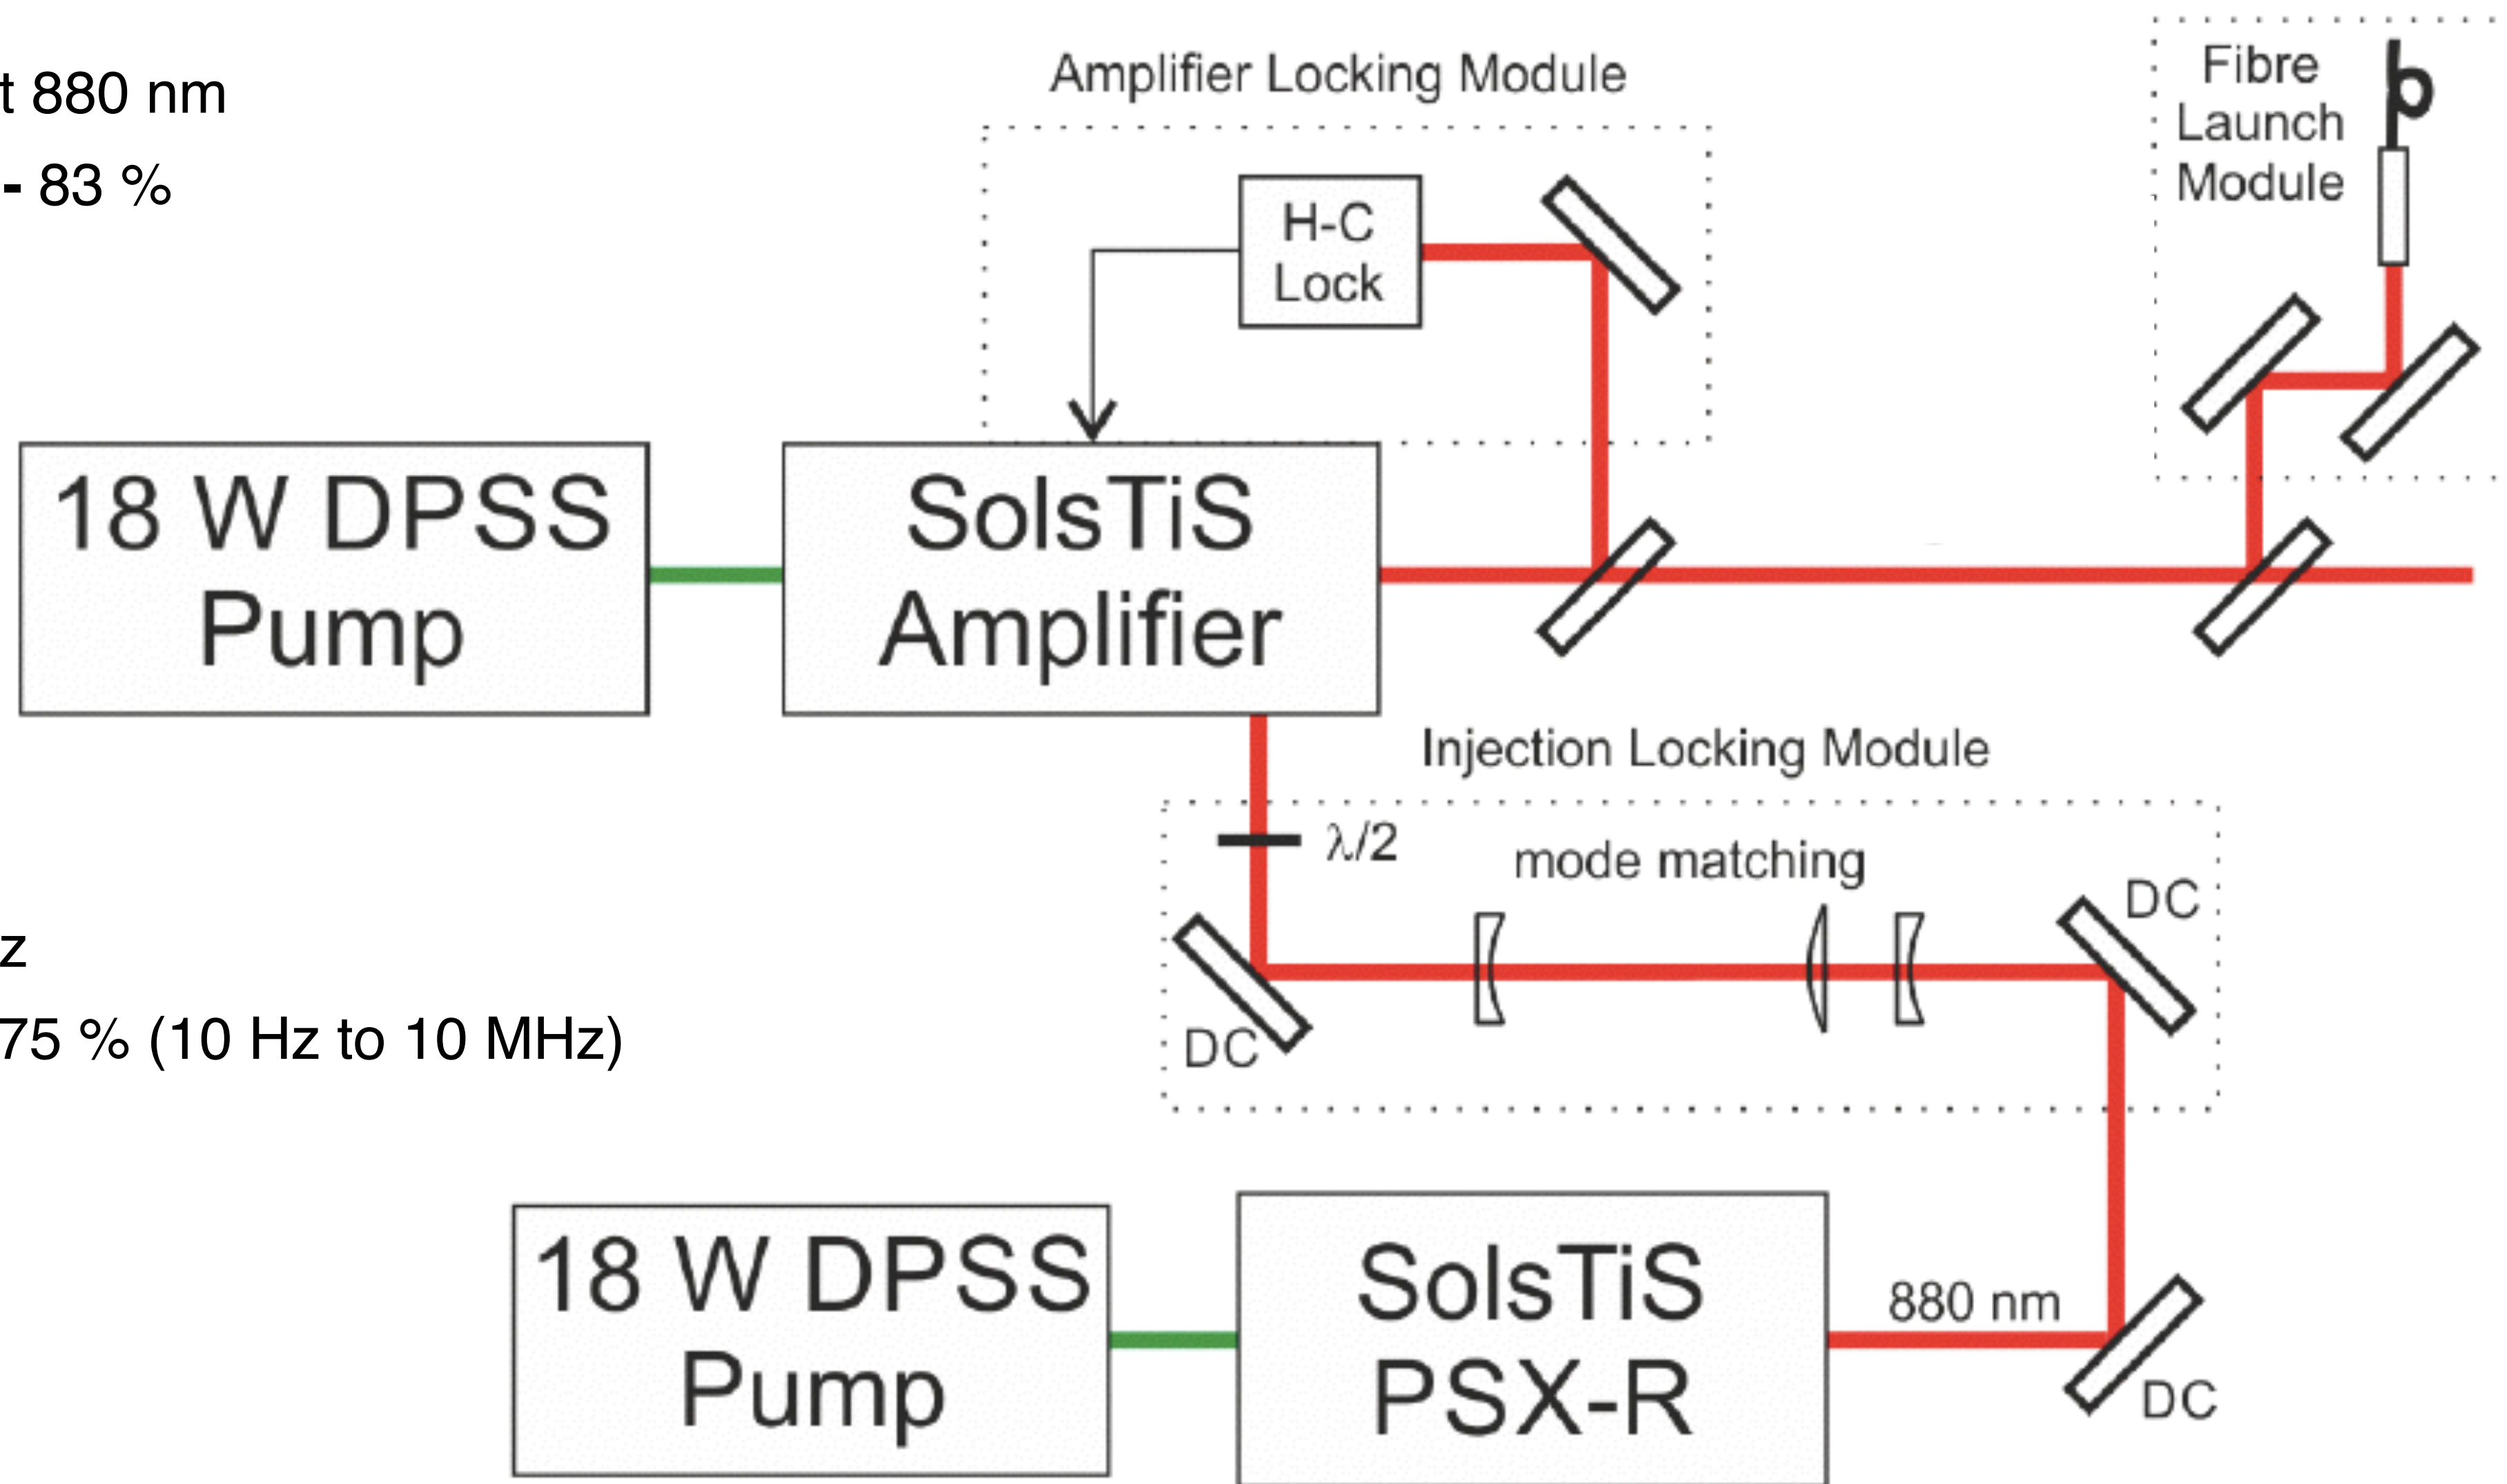 t 880 nm
- 83 %
z
75 % (10 Hz to 10 MHz)
Amplifier Locking Module
Fibre
Launch
Module
H-C
Lock
18 W DPSS
Pump
SolsTiS
Amplifier
Injection Locking Module
λ/2
mode matching
DC
DC
18 W DPSS
Pump
SolsTiS
PSX-R
880 nm
DC